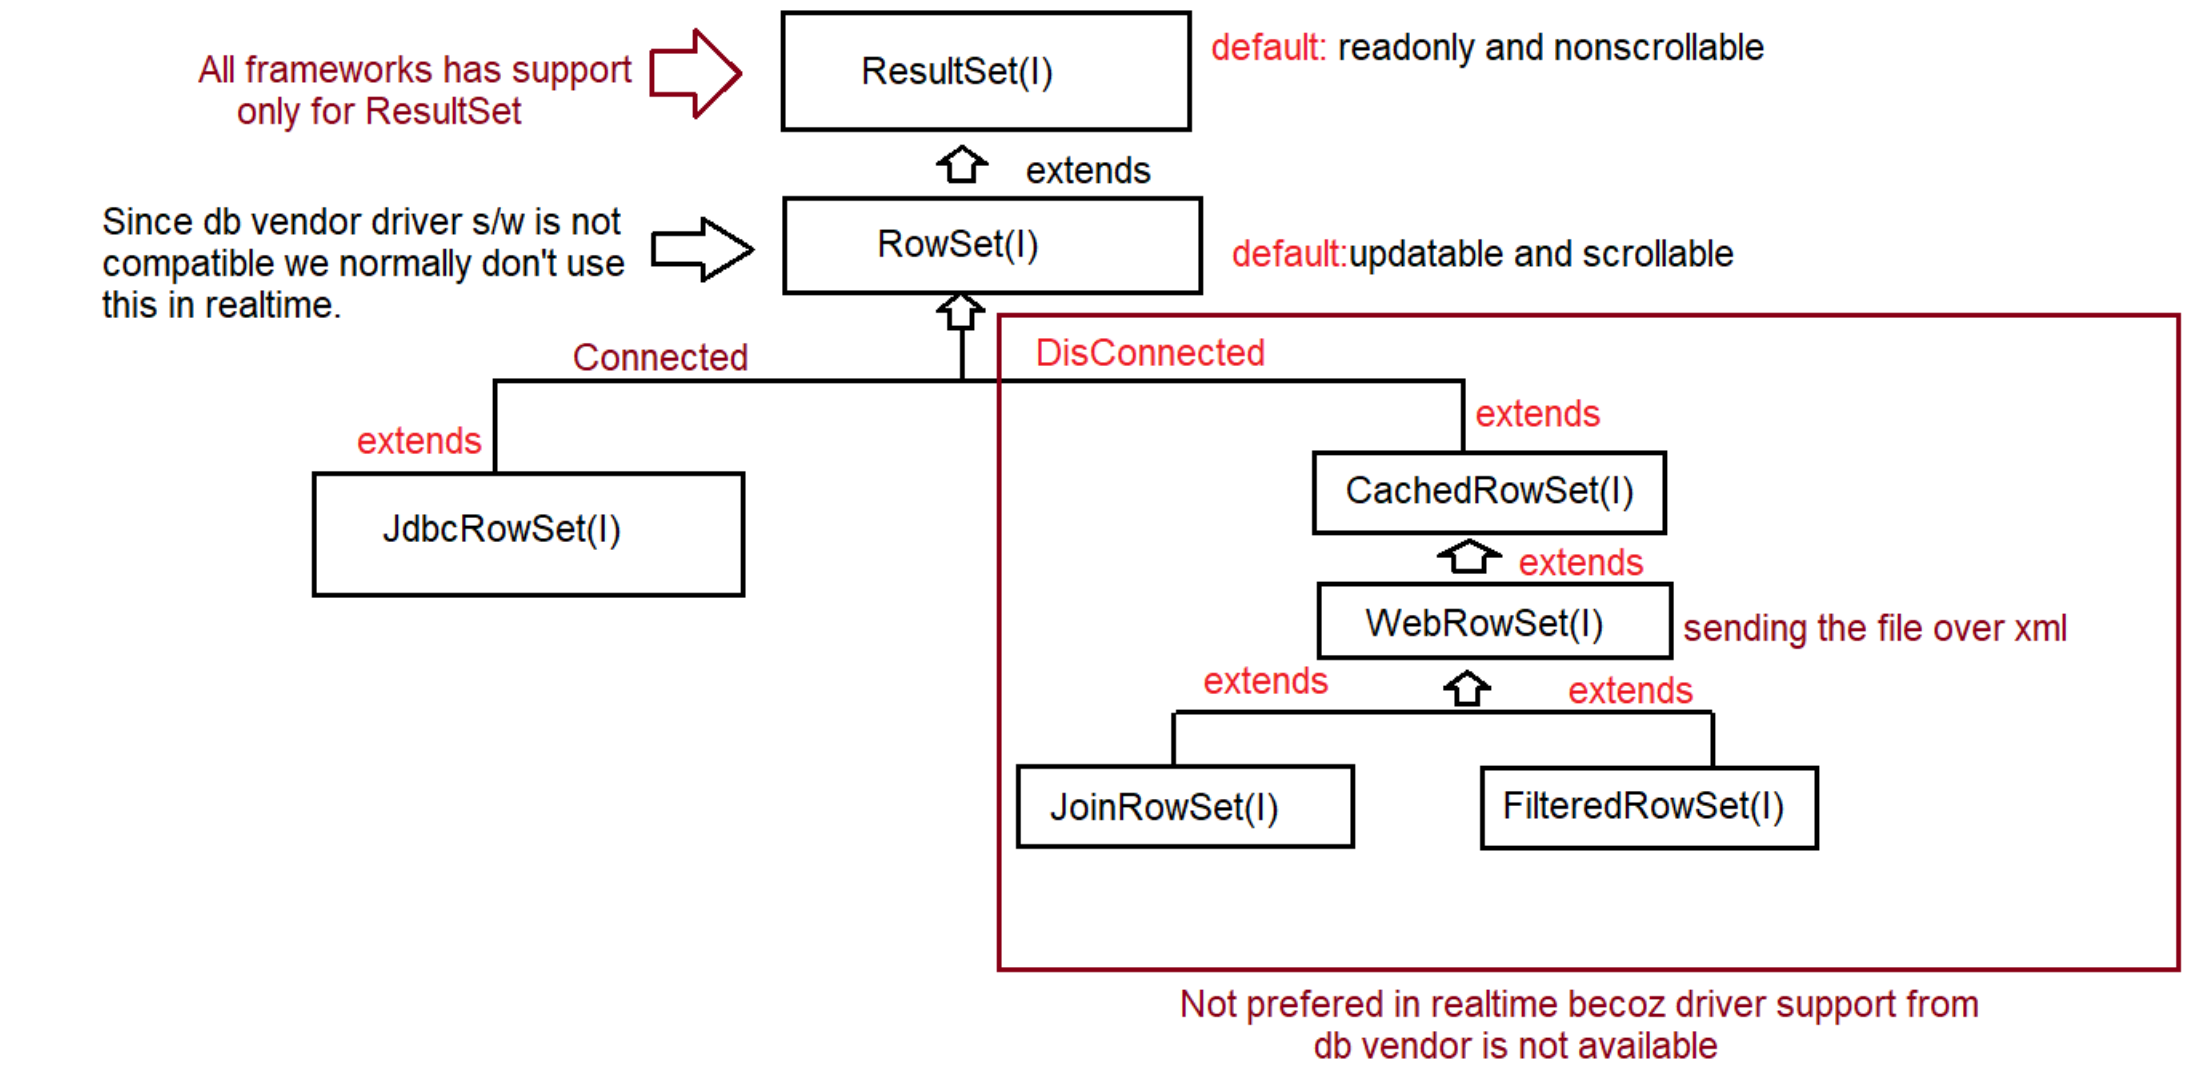 All frameworks has support
only for ResultSet
ResultSet(I)
default: readonly and nonscrollable
extends
Since db vendor driver s/w is not
compatible we normally don't use
this in realtime.
RowSet(I)
default:updatable and scrollable
Connected
DisConnected
extends
extends
JdbcRowSet(I)
CachedRowSet(I)
extends
WebRowSet(I)
sending the file over xml
extends
extends
JoinRowSet(I)
FilteredRowSet(I)
Not prefered in realtime becoz driver support from
db vendor is not available